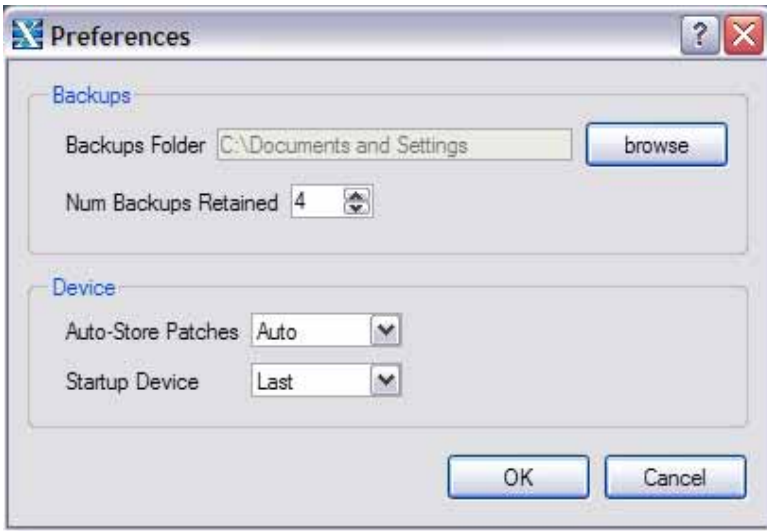 Preferences
Backups
Backups Folder C:\Documents and Settings browse
Num Backups Retained 4
Device
Auto-Store Patches Auto
Startup Device Last
OK Cancel